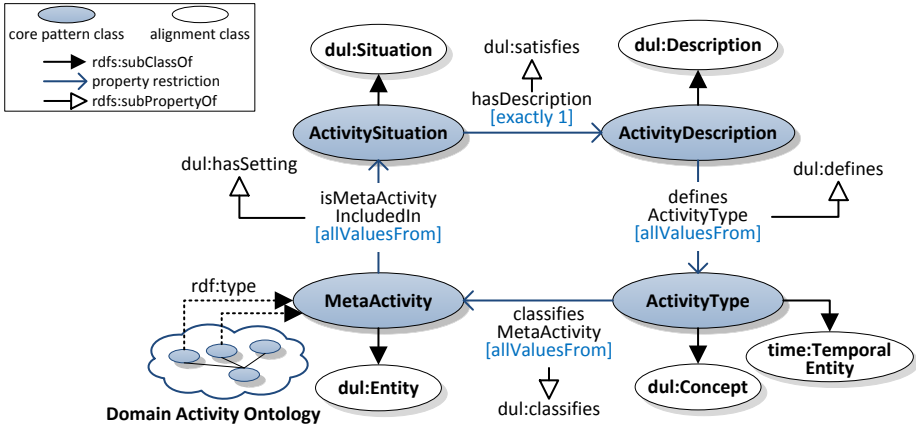 core pattern class
alignment class
rdfs:subClassOf
property restriction
rdfs:subPropertyOf
dul:Situation
dul:satisfies
dul:Description
hasDescription
[exactly 1]
ActivitySituation
ActivityDescription
dul:hasSetting
isMetaActivity
IncludedIn
[allValuesFrom]
defines
ActivityType
[allValuesFrom]
dul:defines
rdf:type
MetaActivity
ActivityType
classifies
MetaActivity
[allValuesFrom]
dul:classifies
dul:Entity
dul:Concept
time:Temporal
Entity
Domain Activity Ontology